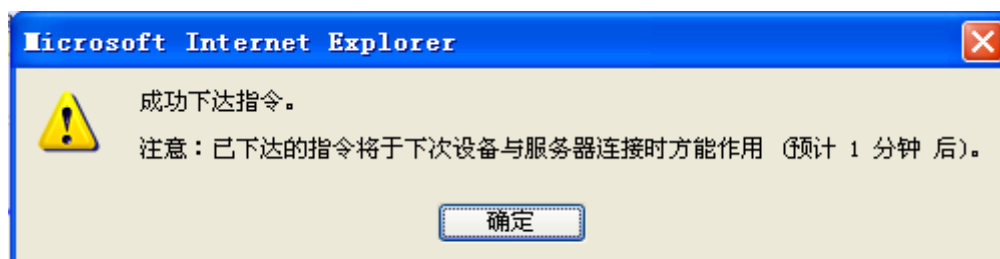 Microsoft Internet Explorer
成功下达指令。
注意：已下达的指令将于下次设备与服务器连接时方能作用 (预计 1 分钟 后)。
确定